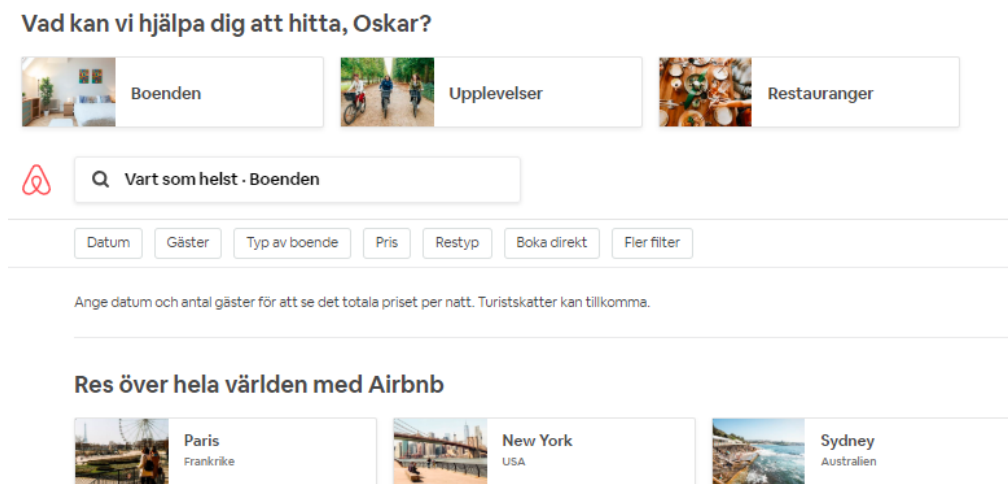 Vad kan vi hjälpa dig att hitta, Oskar?
Boenden
Upplevelser
Restauranger
Vart som helst · Boenden
Datum
Gäster
Typ av boende
Pris
Restyp
Boka direkt
Fler filter
Ange datum och antal gäster för att se det totala priset per natt. Turistskatter kan tillkomma.
Res över hela världen med Airbnb
Paris
Frankrike
New York
USA
Sydney
Australien